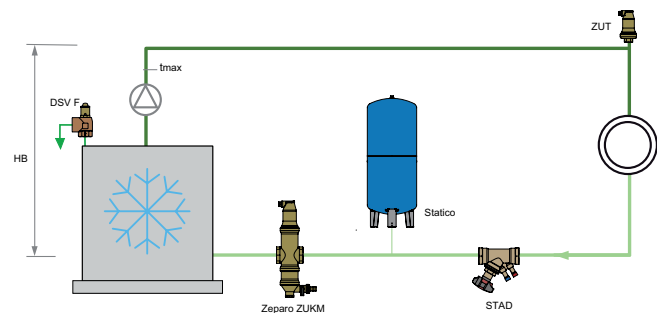 ZUT
tmax
DSV F
HB
Statico
Zeparo ZUKM
STAD